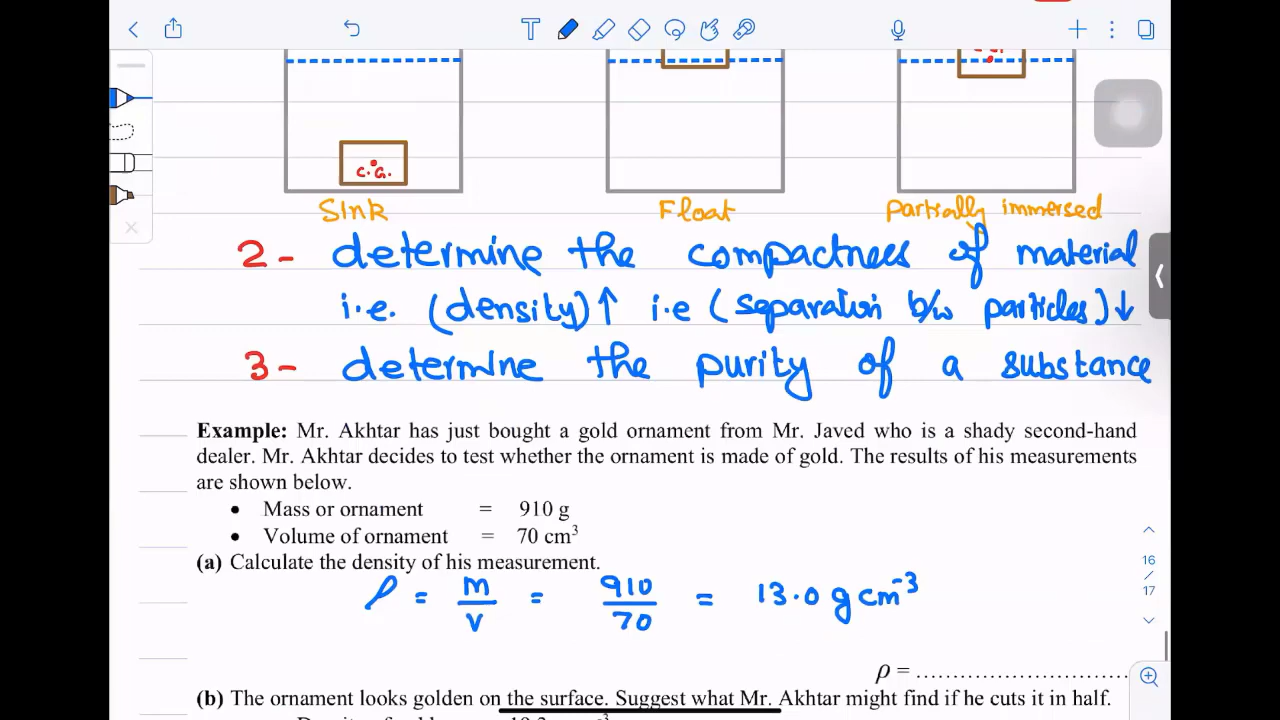 c.G.
c.G.
Sink
Float
Partially immersed
2- determine the compactness of material
i.e. (density)↑ i.e (separation b/w particles)↓
3- determine the purity of a substance
Example: Mr. Akhtar has just bought a gold ornament from Mr. Javed who is a shady second-hand
dealer. Mr. Akhtar decides to test whether the ornament is made of gold. The results of his measurements
are shown below.
• Mass or ornament = 910 g
• Volume of ornament = 70 cm³
(a) Calculate the density of his measurement.
ρ = m/v = 910/70 = 13.0 g cm⁻³
16
/
17
ρ = ................................
(b) The ornament looks golden on the surface. Suggest what Mr. Akhtar might find if he cuts it in half.